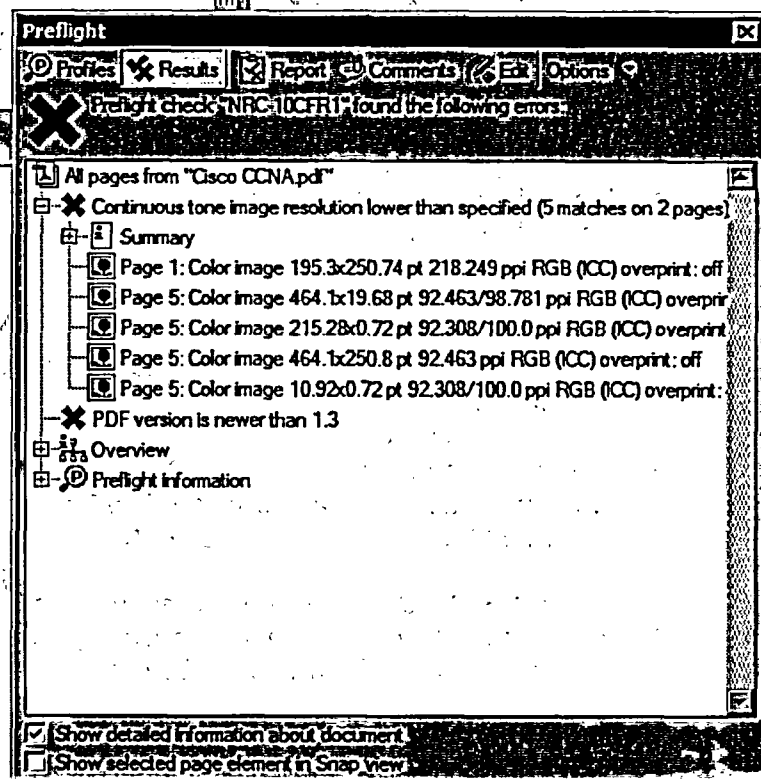 Preflight
Profiles Results Report Comments Edit Options
Preflight check "NRC-10CFR1" found the following errors:
All pages from "Cisco CCNA.pdf"
Continuous tone image resolution lower than specified (5 matches on 2 pages)
Summary
Page 1: Color image 195.3x250.74 pt 218.249 ppi RGB (ICC) overprint: off
Page 5: Color image 464.1x19.68 pt 92.463/98.781 ppi RGB (ICC) overprin
Page 5: Color image 215.28x0.72 pt 92.308/100.0 ppi RGB (ICC) overprint
Page 5: Color image 464.1x250.8 pt 92.463 ppi RGB (ICC) overprint: off
Page 5: Color image 10.92x0.72 pt 92.308/100.0 ppi RGB (ICC) overprint:
PDF version is newer than 1.3
Overview
Preflight information
Show detailed information about document
Show selected page element in Snap view